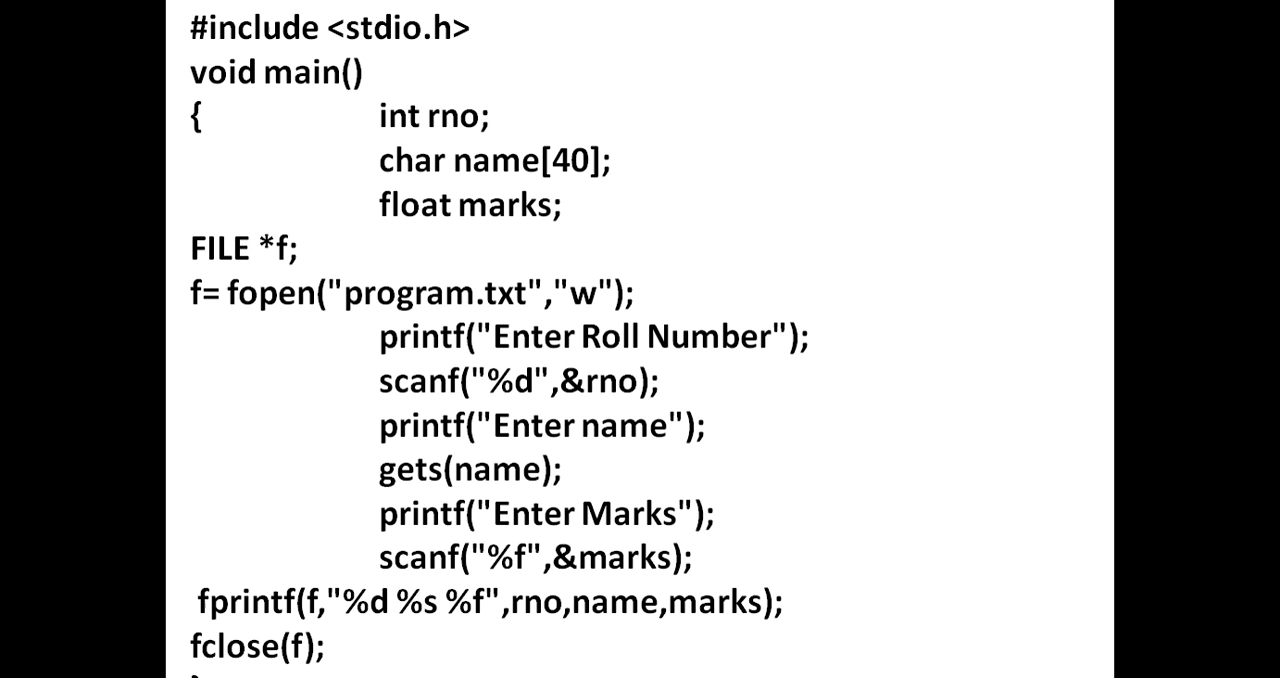 #include <stdio.h>
void main()
{ int rno;
char name[40];
float marks;
FILE *f;
f= fopen("program.txt","w");
printf("Enter Roll Number");
scanf("%d",&rno);
printf("Enter name");
gets(name);
printf("Enter Marks");
scanf("%f",&marks);
fprintf(f,"%d %s %f",rno,name,marks);
fclose(f);